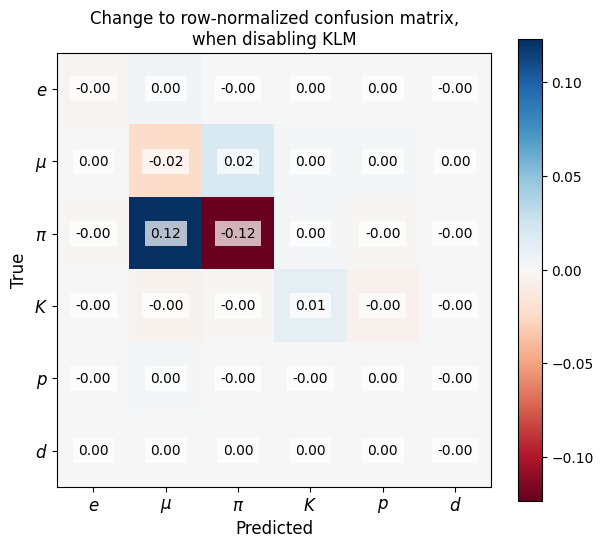 Change to row-normalized confusion matrix,
when disabling KLM
True
e -0.00 0.00 -0.00 0.00 0.00 -0.00
μ 0.00 -0.02 0.02 0.00 0.00 0.00
π -0.00 0.12 -0.12 0.00 -0.00 -0.00
K -0.00 -0.00 -0.00 0.01 -0.00 -0.00
p -0.00 0.00 -0.00 -0.00 0.00 -0.00
d 0.00 0.00 0.00 0.00 0.00 -0.00
e μ π K p d
Predicted
0.10
0.05
0.00
−0.05
−0.10